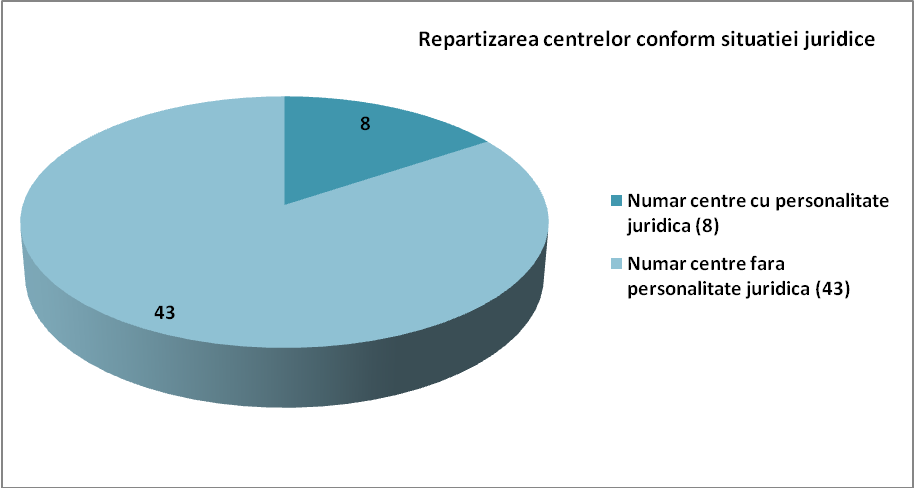 Repartizarea centrelor conform situatiei juridice
8
43
Numar centre cu personalitate
juridica (8)
Numar centre fara
personalitate juridica (43)